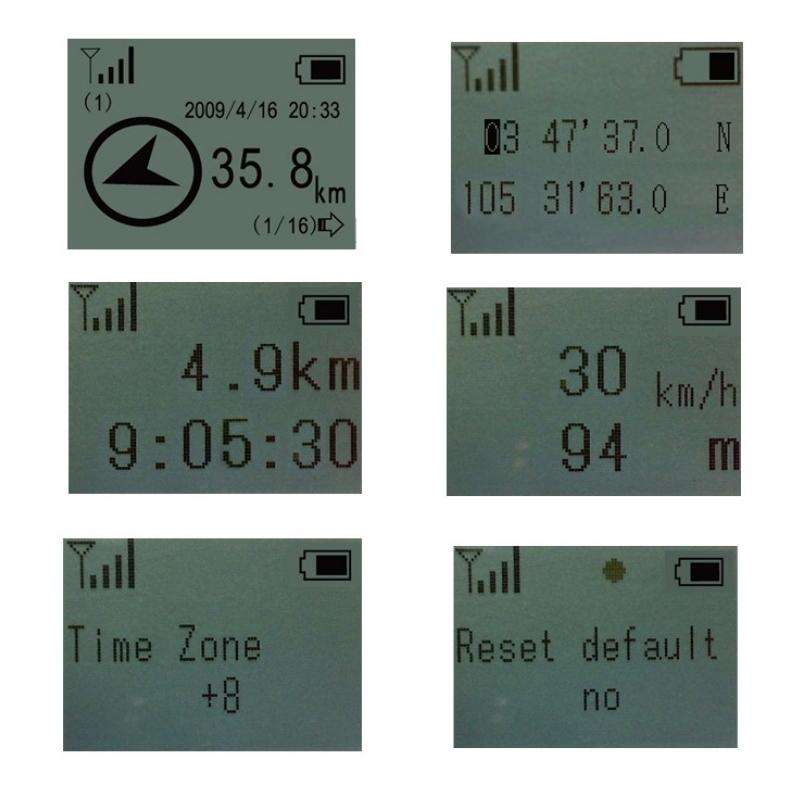 (1)
2009/4/16 20:33
35.8km
(1/16)
03 47'37.0 N
105 31'63.0 E
4.9km
9:05:30
30 km/h
94 m
Time Zone
+8
Reset default
no